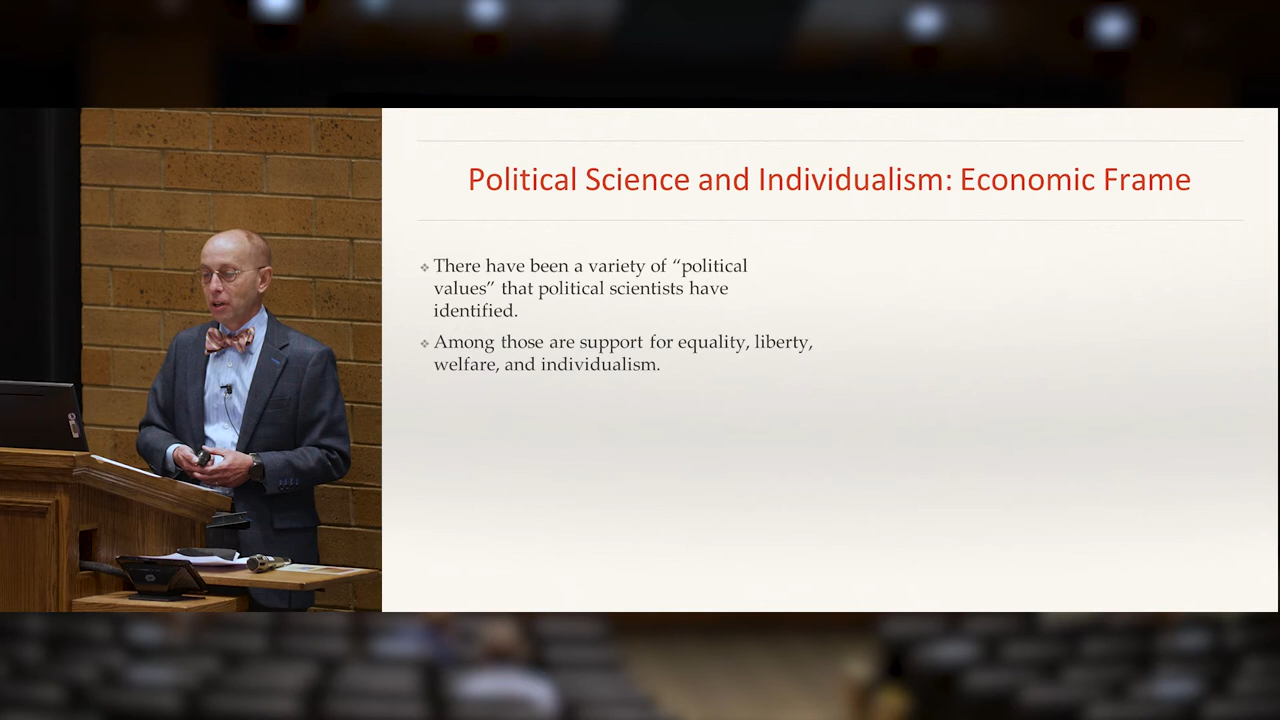 Political Science and Individualism: Economic Frame
There have been a variety of “political
values” that political scientists have
identified.
Among those are support for equality, liberty,
welfare, and individualism.